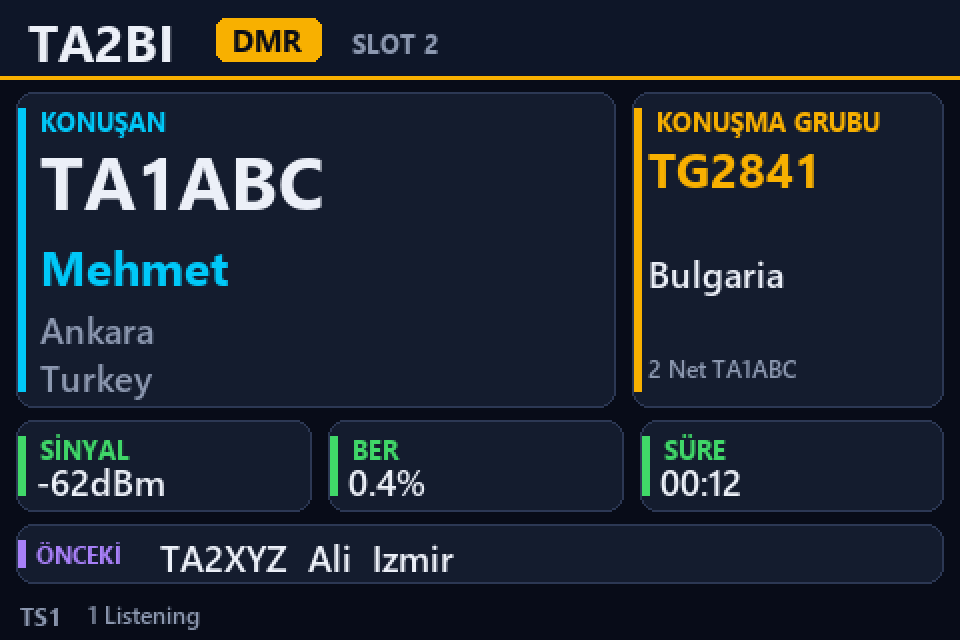 TA2BI DMR SLOT 2
KONUŞAN
TA1ABC
Mehmet
Ankara
Turkey
KONUŞMA GRUBU
TG2841
Bulgaria
2 Net TA1ABC
SİNYAL
-62dBm
BER
0.4%
SÜRE
00:12
ÖNCEKİ TA2XYZ Ali Izmir
TS1 1 Listening